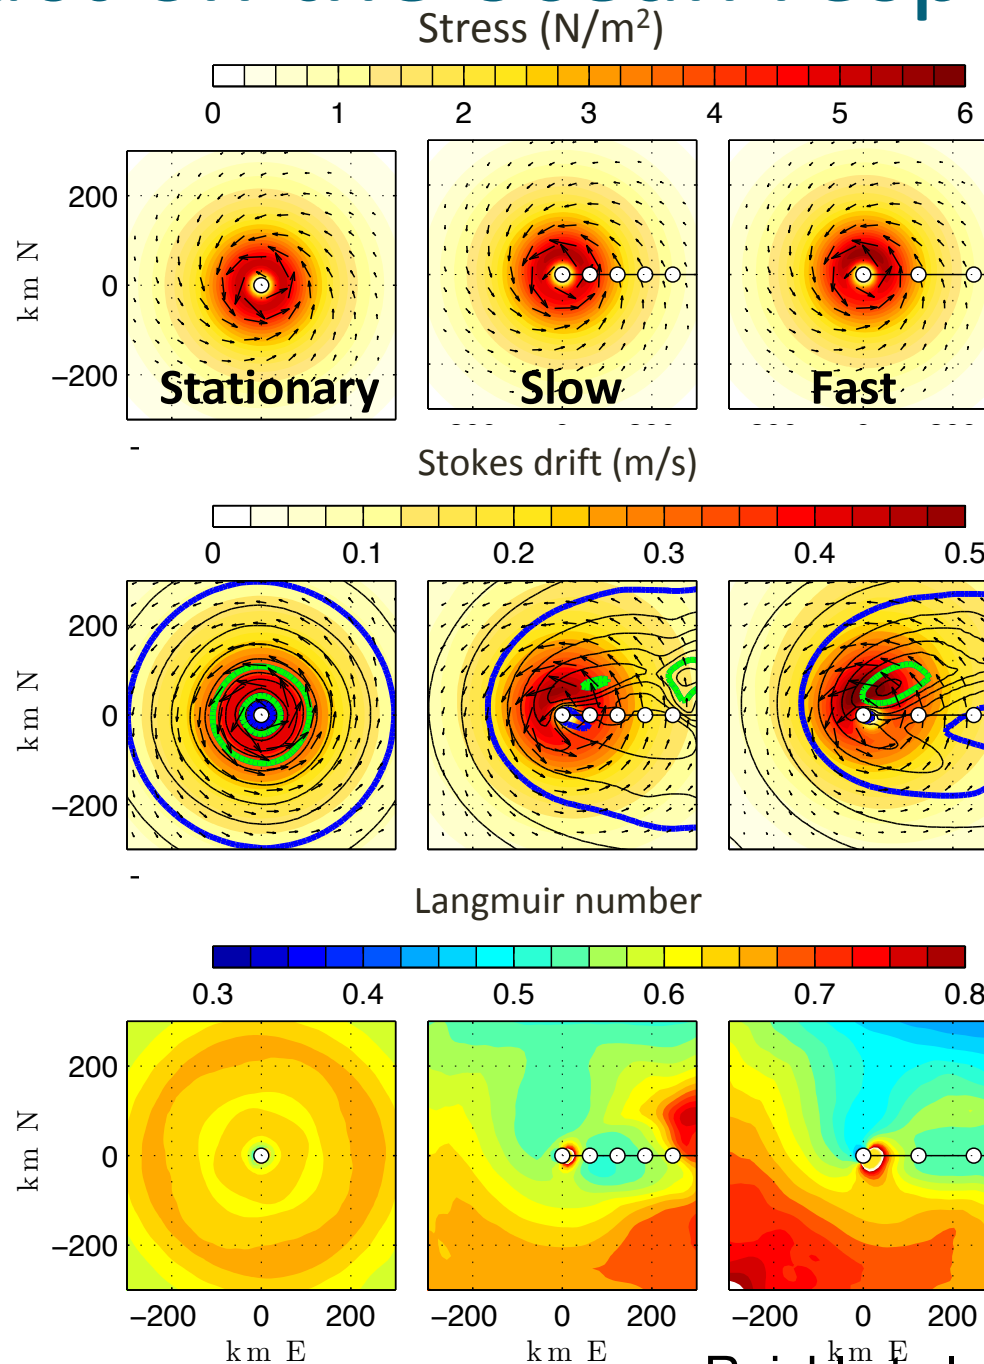 Stress (N/m²)
0 1 2 3 4 5 6
200
0
−200
km N
Stationary Slow Fast
Stokes drift (m/s)
0 0.1 0.2 0.3 0.4 0.5
200
0
−200
km N
Langmuir number
0.3 0.4 0.5 0.6 0.7 0.8
200
0
−200
km N
−200 0 200 −200 0 200 −200 0 200
km E km E km E